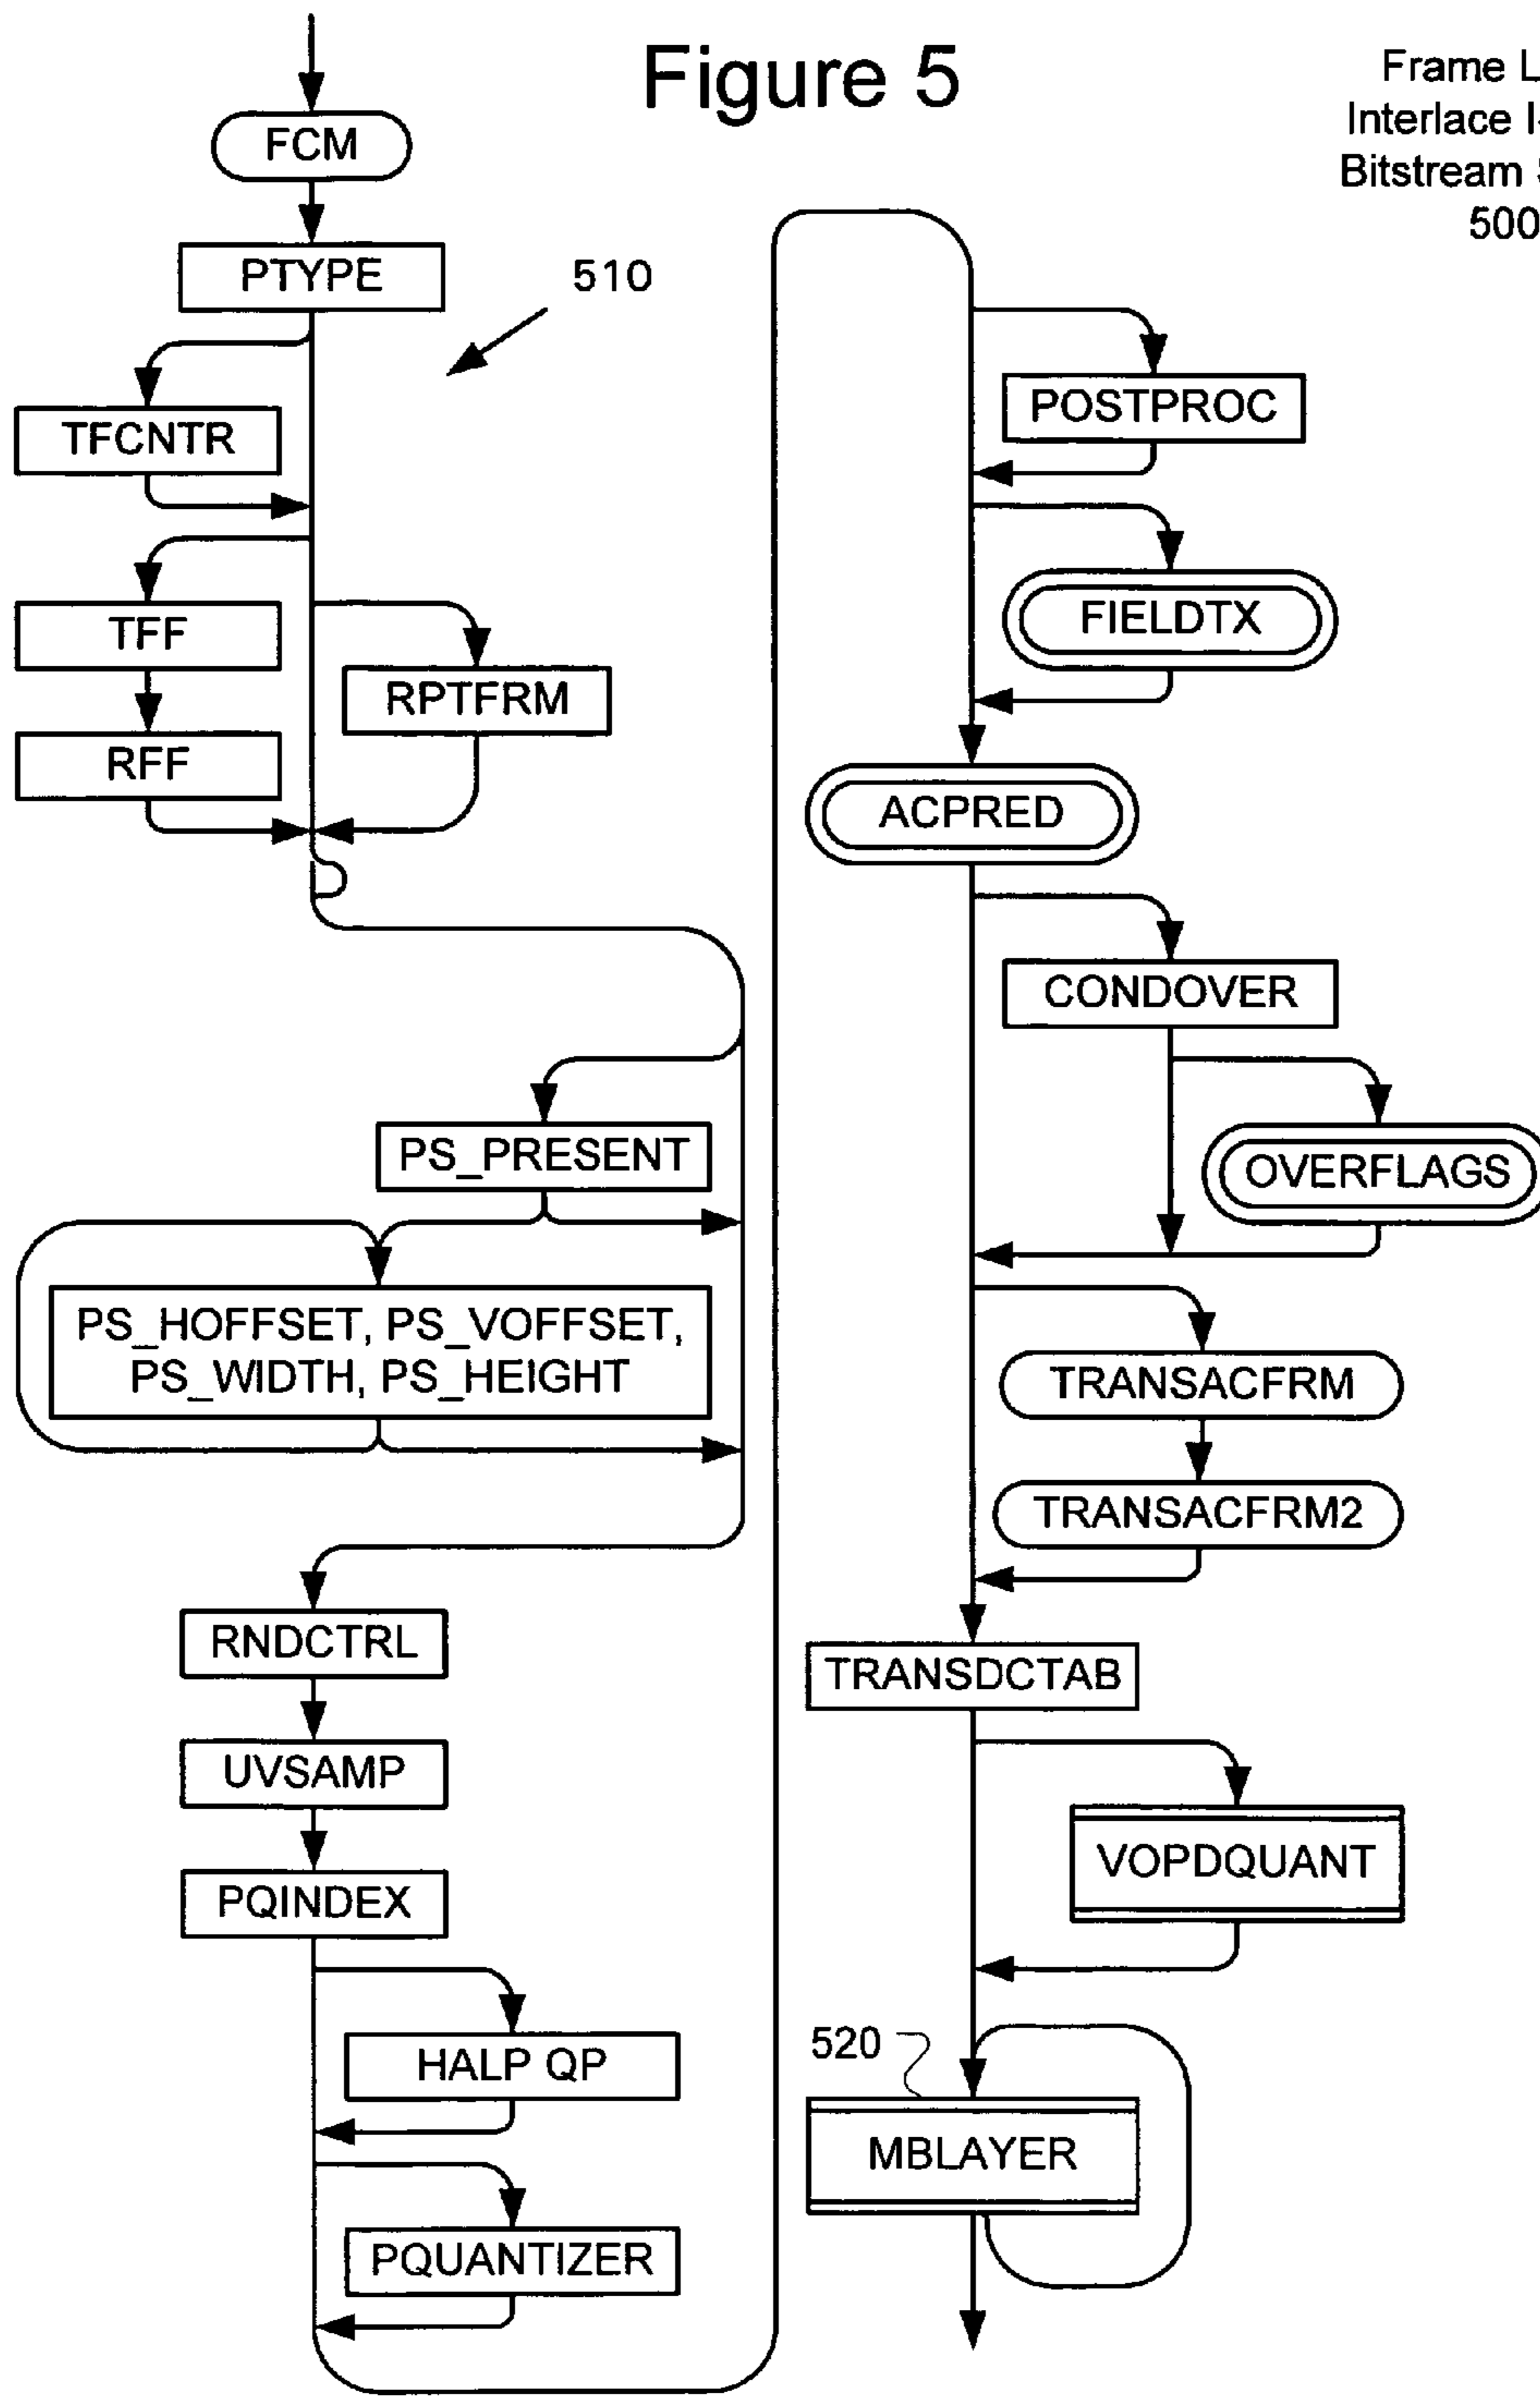 Figure 5
Frame L
Interlace I-
Bitstream S
500
FCM
PTYPE
510
TFCNTR
TFF
RPTFRM
RFF
PS_PRESENT
PS_HOFFSET, PS_VOFFSET,
PS_WIDTH, PS_HEIGHT
RNDCTRL
UVSAMP
PQINDEX
HALP QP
PQUANTIZER
POSTPROC
FIELDTX
ACPRED
CONDOVER
OVERFLAGS
TRANSACFRM
TRANSACFRM2
TRANSDCTAB
VOPDQUANT
520
MBLAYER